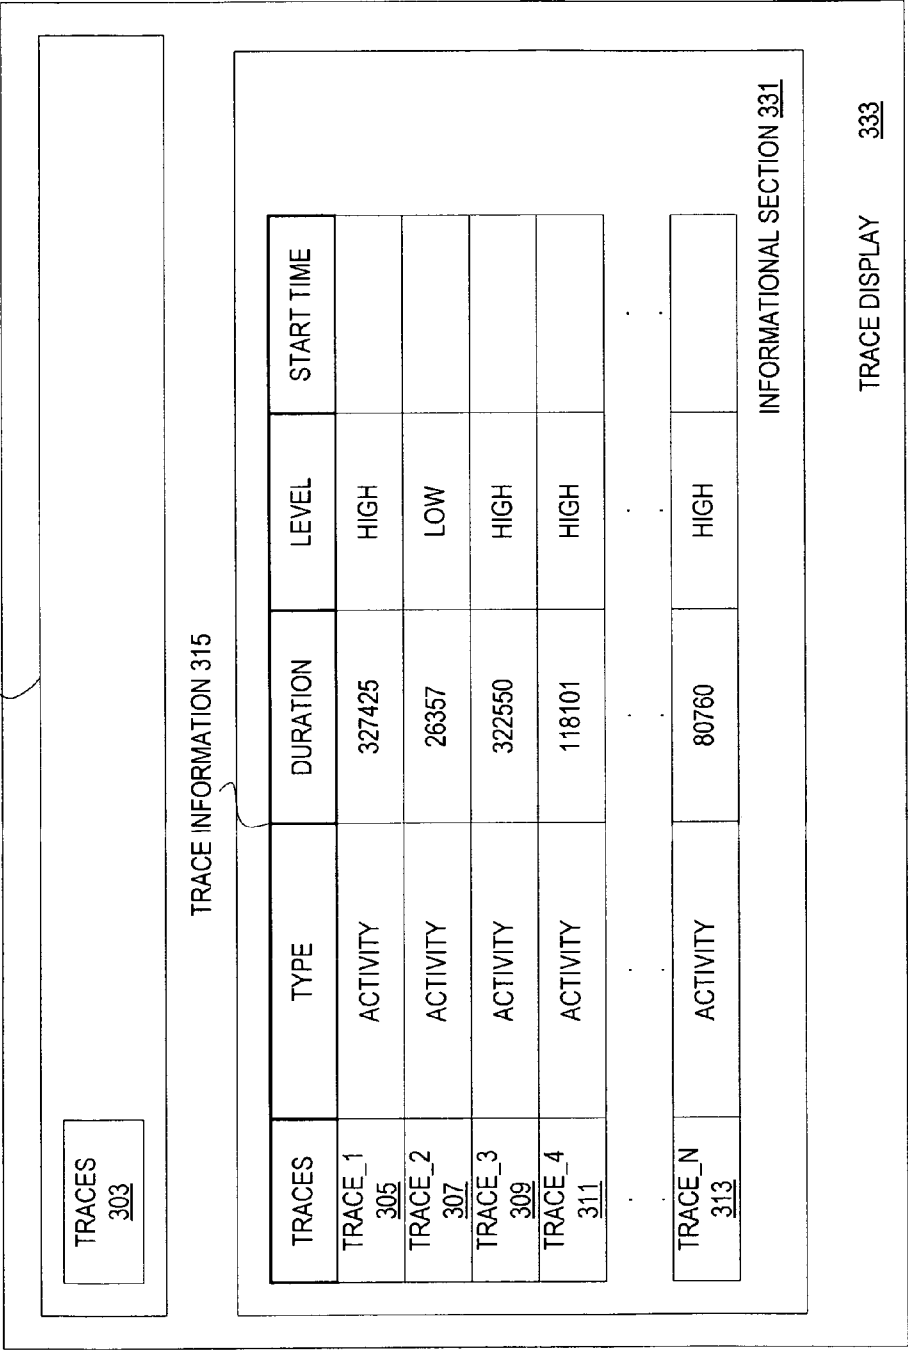 TRACES
303
TRACE INFORMATION 315
TRACES TYPE DURATION LEVEL START TIME
TRACE_1
305 ACTIVITY 327425 HIGH
TRACE_2
307 ACTIVITY 26357 LOW
TRACE_3
309 ACTIVITY 322550 HIGH
TRACE_4
311 ACTIVITY 118101 HIGH
TRACE_N
313 ACTIVITY 80760 HIGH
INFORMATIONAL SECTION 331
TRACE DISPLAY 333